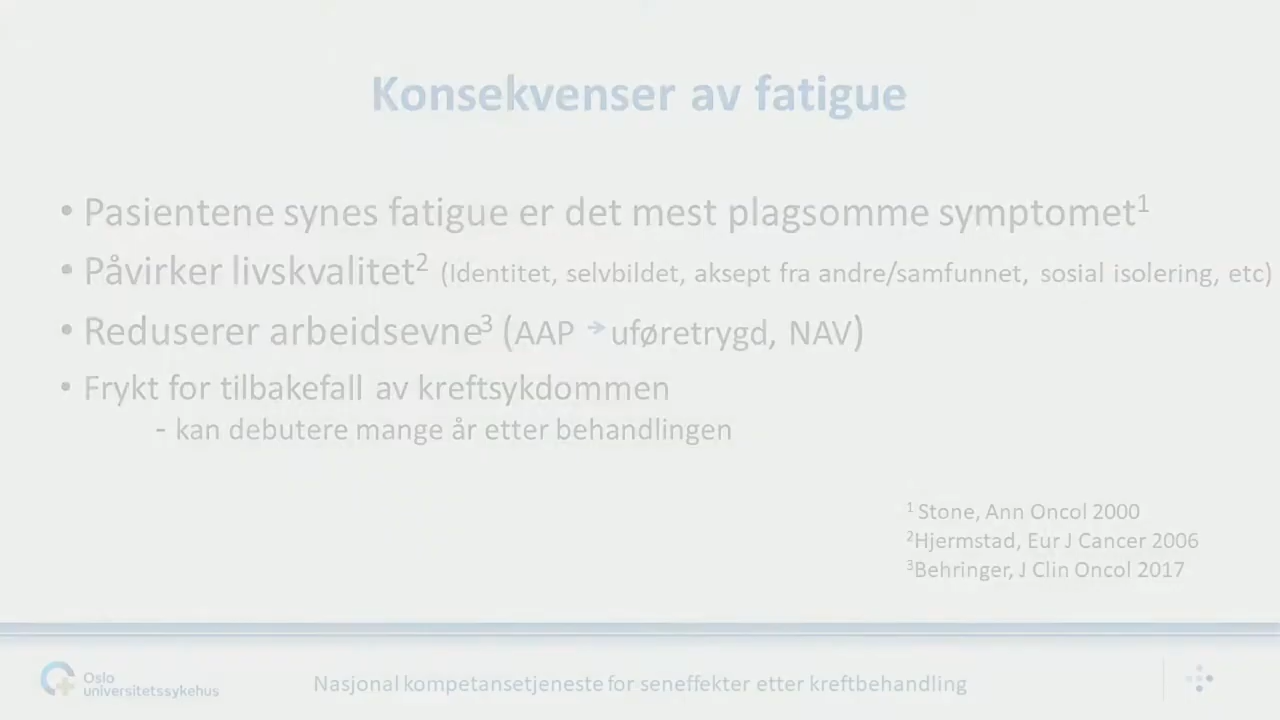 Konsekvenser av fatigue
• Pasientene synes fatigue er det mest plagsomme symptomet¹
• Påvirker livskvalitet² (Identitet, selvbildet, aksept fra andre/samfunnet, sosial isolering, etc)
• Reduserer arbeidsevne³ (AAP → uføretrygd, NAV)
• Frykt for tilbakefall av kreftsykdommen
- kan debutere mange år etter behandlingen
¹ Stone, Ann Oncol 2000
²Hjermstad, Eur J Cancer 2006
³Behringer, J Clin Oncol 2017
Oslo
universitetssykehus
Nasjonal kompetansetjeneste for seneffekter etter kreftbehandling